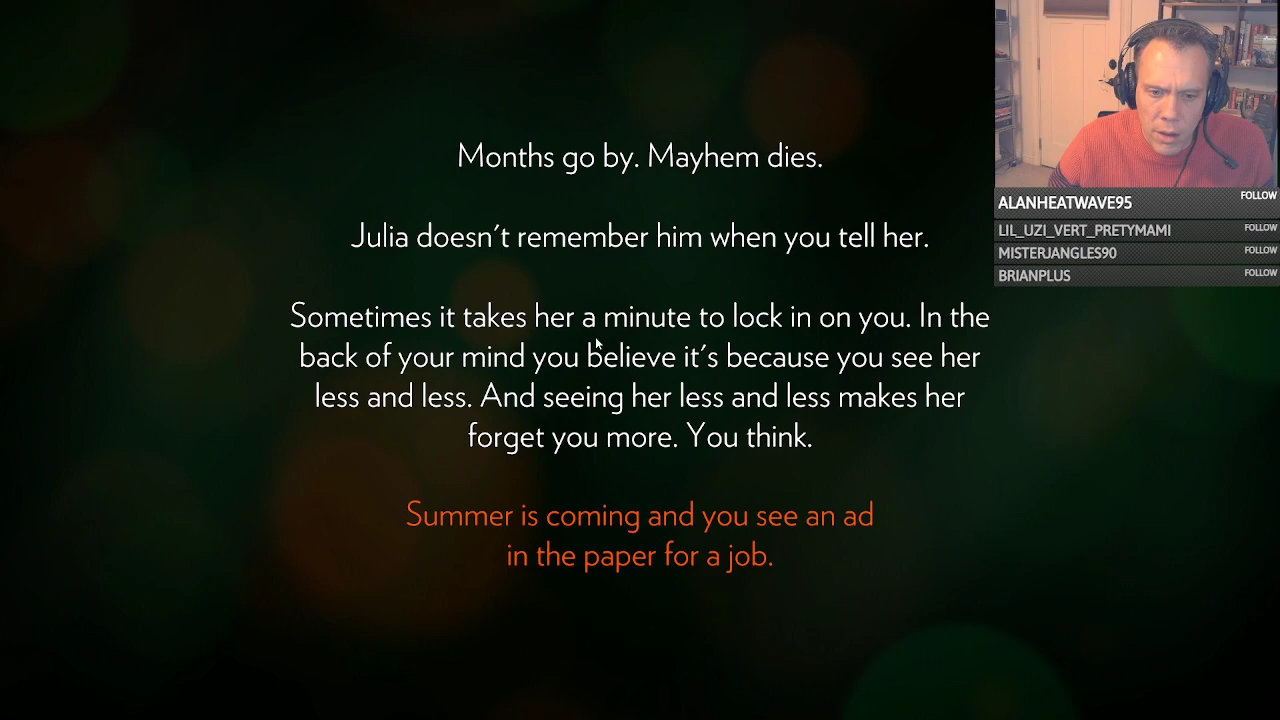 Months go by. Mayhem dies.
Julia doesn't remember him when you tell her.
Sometimes it takes her a minute to lock in on you. In the
back of your mind you believe it's because you see her
less and less. And seeing her less and less makes her
forget you more. You think.
Summer is coming and you see an ad
in the paper for a job.
ALANHEATWAVE95 FOLLOW
LIL_UZI_VERT_PRETYMAMI FOLLOW
MISTERJANGLES90 FOLLOW
BRIANPLUS FOLLOW